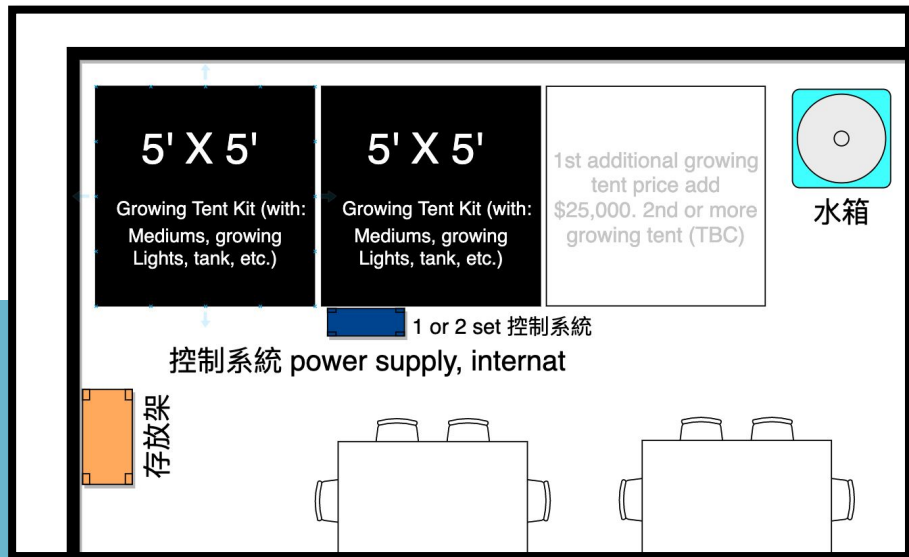 5' X 5'
Growing Tent Kit (with:
Mediums, growing
Lights, tank, etc.)
5' X 5'
Growing Tent Kit (with:
Mediums, growing
Lights, tank, etc.)
1st additional growing
tent price add
$25,000. 2nd or more
growing tent (TBC)
水箱
1 or 2 set 控制系統
控制系統 power supply, internat
存放架